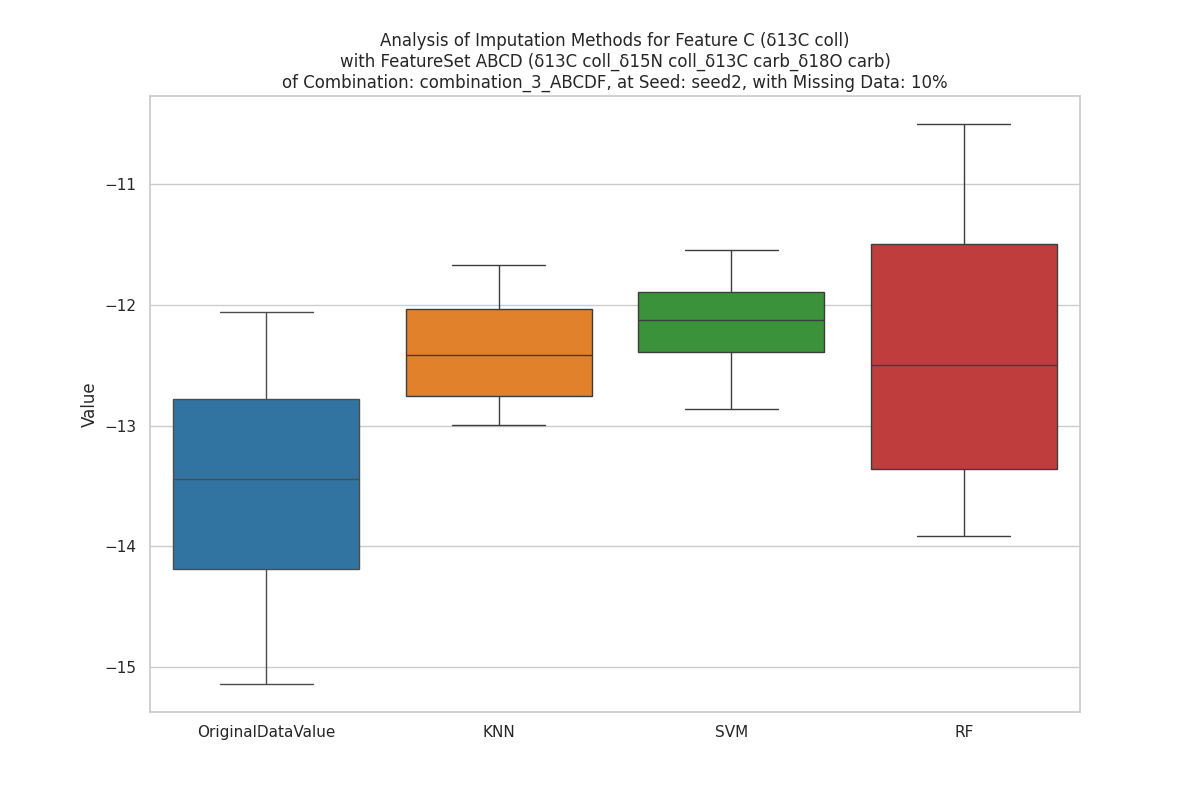 Analysis of Imputation Methods for Feature C (δ13C coll)
with FeatureSet ABCD (δ13C coll_δ15N coll_δ13C carb_δ18O carb)
of Combination: combination_3_ABCDF, at Seed: seed2, with Missing Data: 10%
Value
−11
−12
−13
−14
−15
OriginalDataValue
KNN
SVM
RF